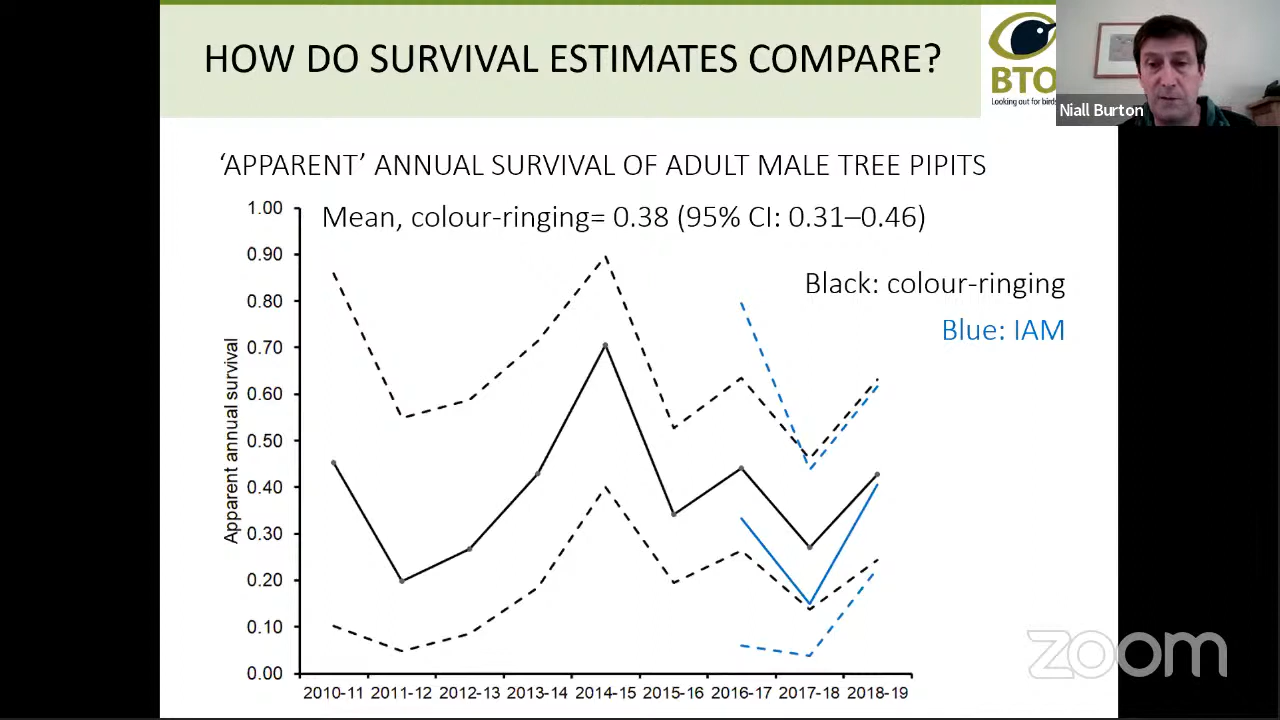 HOW DO SURVIVAL ESTIMATES COMPARE?
BTO
Looking out for birds
Niall Burton
‘APPARENT’ ANNUAL SURVIVAL OF ADULT MALE TREE PIPITS
Mean, colour-ringing= 0.38 (95% CI: 0.31–0.46)
Black: colour-ringing
Blue: IAM
Apparent annual survival
1.00
0.90
0.80
0.70
0.60
0.50
0.40
0.30
0.20
0.10
0.00
2010-11 2011-12 2012-13 2013-14 2014-15 2015-16 2016-17 2017-18 2018-19
zoom